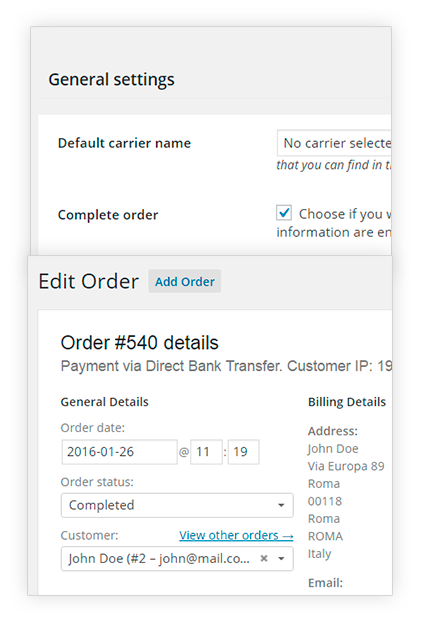 General settings
Default carrier name
No carrier selecte
that you can find in t
Complete order
Choose if you w
information are en
Edit Order Add Order
Order #540 details
Payment via Direct Bank Transfer. Customer IP: 19
General Details
Order date:
2016-01-26 @ 11 : 19
Order status:
Completed
Customer: View other orders →
John Doe (#2 – john@mail.co...
Billing Details
Address:
John Doe
Via Europa 89
Roma
00118
Roma
ROMA
Italy
Email: